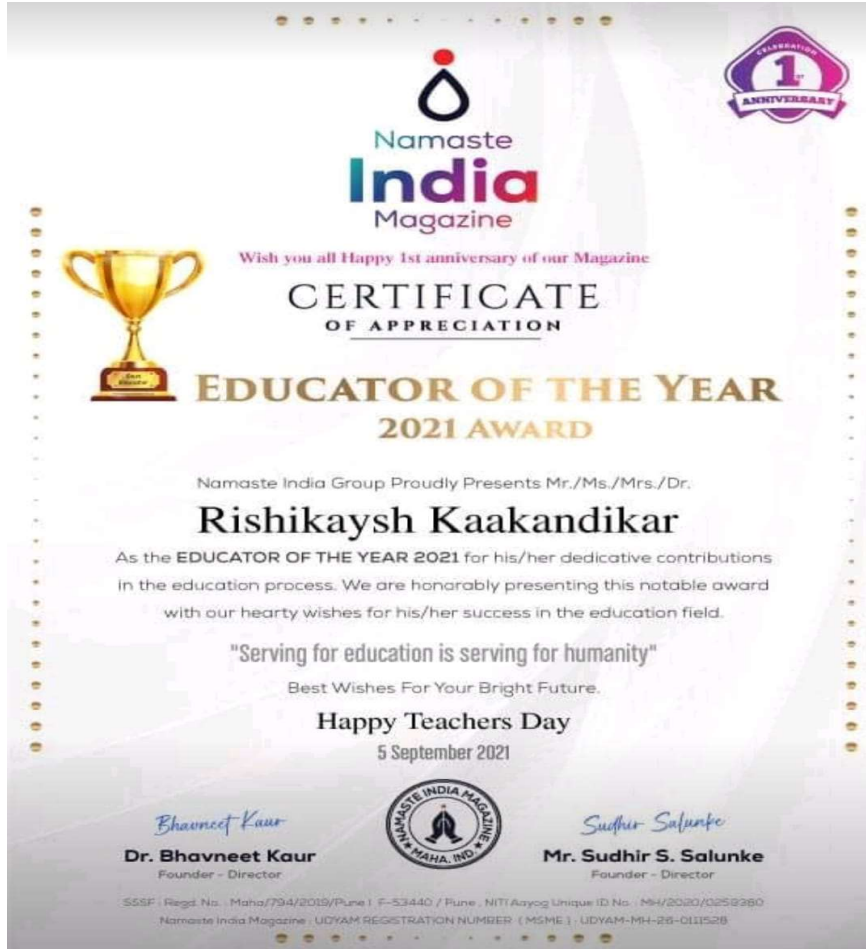 CELEBRATION
1ST
ANNIVERSARY
Namaste
India
Magazine
Wish you all Happy 1st anniversary of our Magazine
CERTIFICATE
OF APPRECIATION
Best
Educator
EDUCATOR OF THE YEAR
2021 AWARD
Namaste India Group Proudly Presents Mr./Ms./Mrs./Dr.
Rishikaysh Kaakandikar
As the EDUCATOR OF THE YEAR 2021 for his/her dedicative contributions
in the education process. We are honorably presenting this notable award
with our hearty wishes for his/her success in the education field.
"Serving for education is serving for humanity"
Best Wishes For Your Bright Future.
Happy Teachers Day
5 September 2021
NAMASTE INDIA MAGAZINE
MAHA. IND.
Bhavneet Kaur
Sudhir Salunke
Dr. Bhavneet Kaur
Mr. Sudhir S. Salunke
Founder - Director
Founder - Director
SSSF : Regd. No. : Maha/794/2019/Pune | F-53440 / Pune , NITI Aayog Unique ID No. : MH/2020/0259380
Namaste India Magazine : UDYAM REGISTRATION NUMBER ( MSME ) : UDYAM-MH-26-0111528